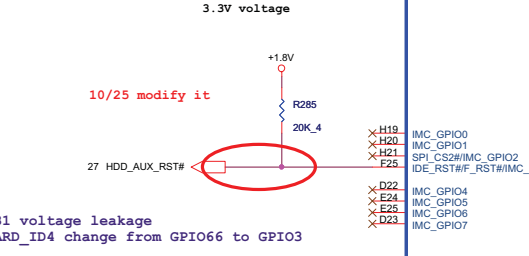 3.3V voltage
+1.8V
10/25 modify it
R285
20K_4
H19 IMC_GPIO0
H20 IMC_GPIO1
H21 SPI_CS2#/IMC_GPIO2
27 HDD_AUX_RST# F25 IDE_RST#/F_RST#/IMC_
D22 IMC_GPIO4
E24 IMC_GPIO5
E25 IMC_GPIO6
D23 IMC_GPIO7
voltage leakage
change from GPIO66 to GPIO3